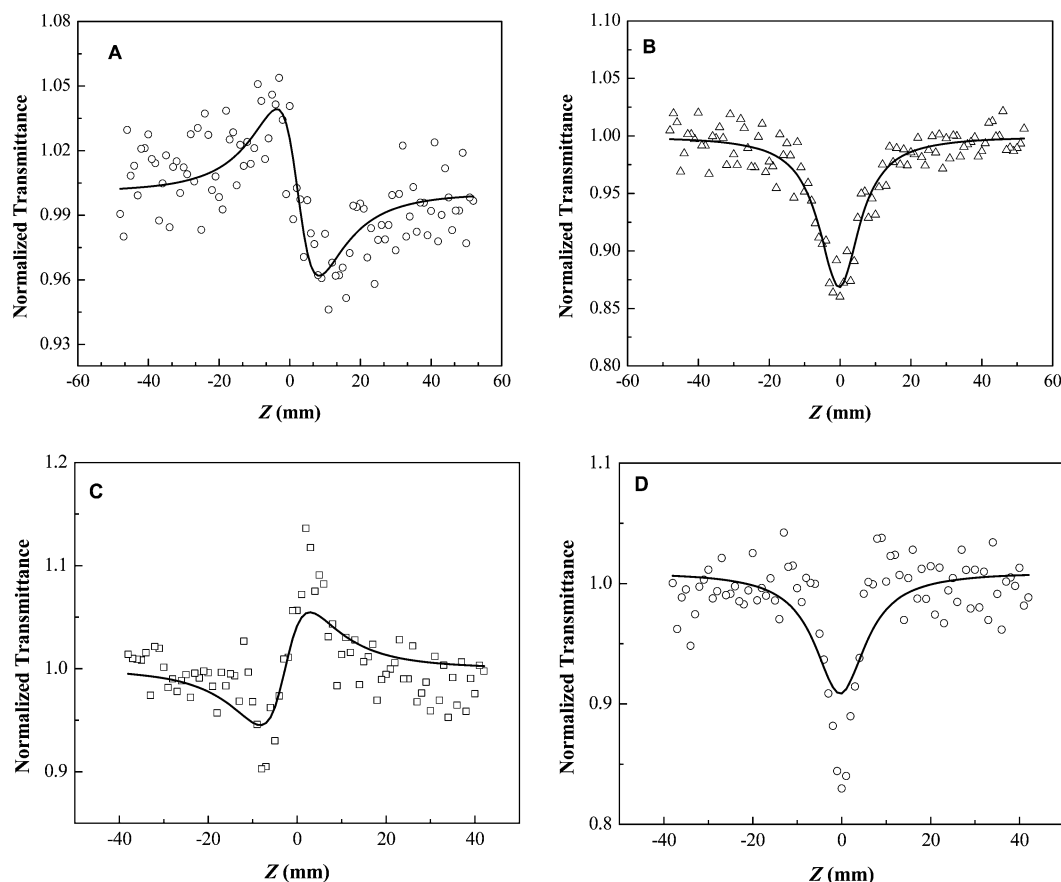 A
Normalized Transmittance
1.08
1.05
1.02
0.99
0.96
0.93
-60 -40 -20 0 20 40 60
Z (mm)
B
Normalized Transmittance
1.10
1.05
1.00
0.95
0.90
0.85
0.80
-60 -40 -20 0 20 40 60
Z (mm)
C
Normalized Transmittance
1.2
1.1
1.0
0.9
-40 -20 0 20 40
Z (mm)
D
Normalized Transmittance
1.1
1.0
0.9
0.8
-40 -20 0 20 40
Z (mm)